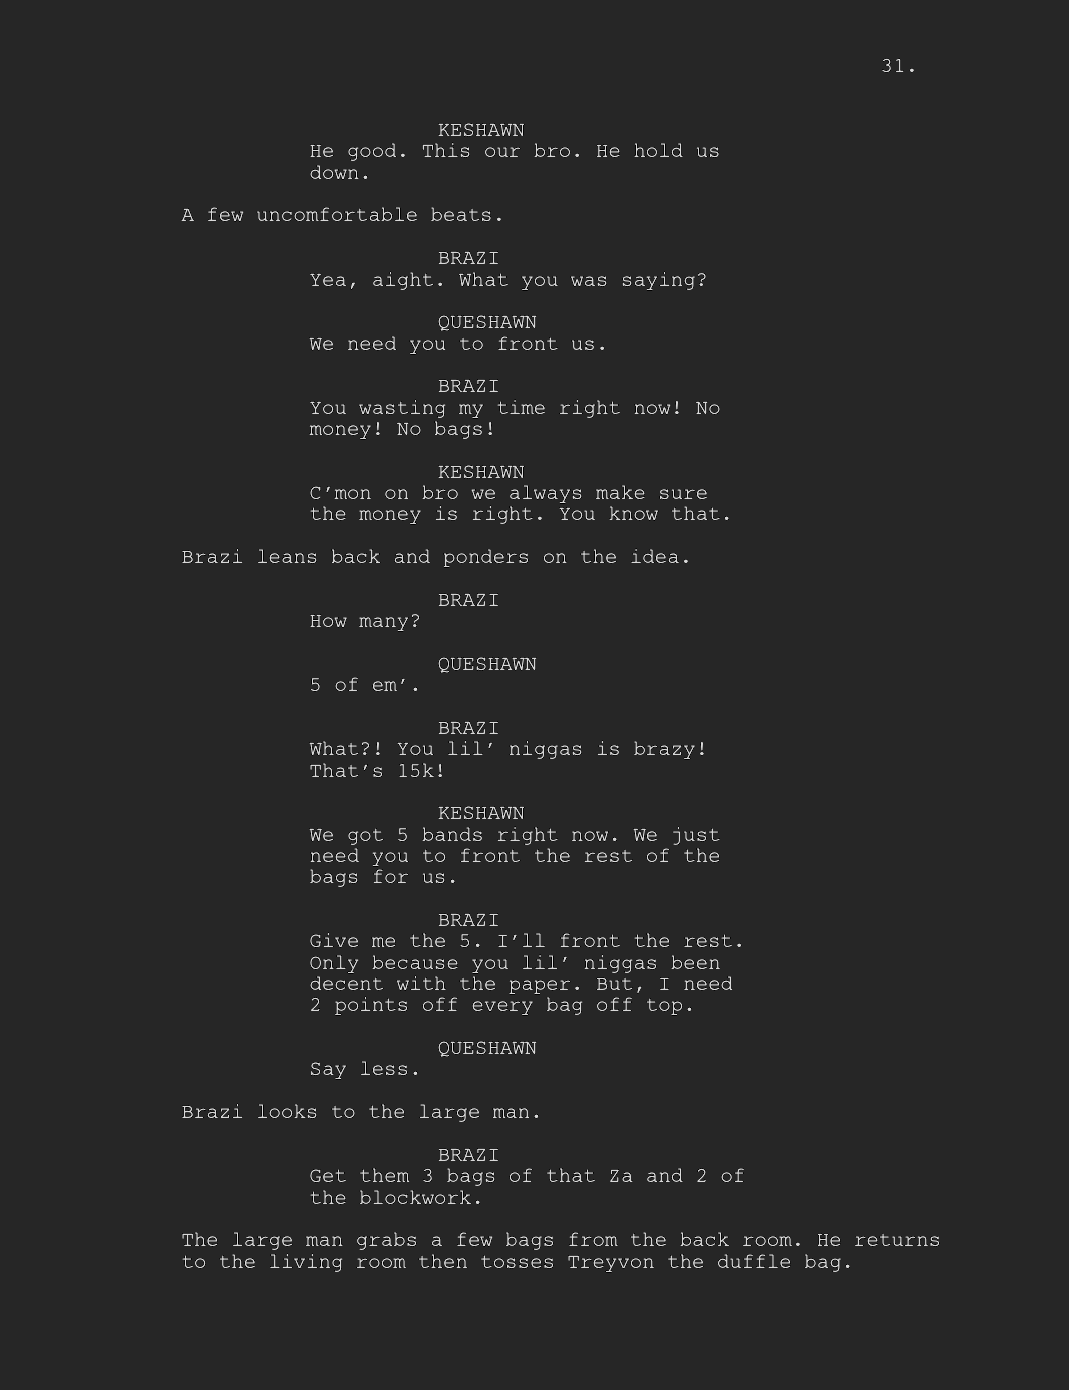 31.
KESHAWN
He good. This our bro. He hold us
down.
A few uncomfortable beats.
BRAZI
Yea, aight. What you was saying?
QUESHAWN
We need you to front us.
BRAZI
You wasting my time right now! No
money! No bags!
KESHAWN
C’mon on bro we always make sure
the money is right. You know that.
Brazi leans back and ponders on the idea.
BRAZI
How many?
QUESHAWN
5 of em’.
BRAZI
What?! You lil’ niggas is brazy!
That’s 15k!
KESHAWN
We got 5 bands right now. We just
need you to front the rest of the
bags for us.
BRAZI
Give me the 5. I’ll front the rest.
Only because you lil’ niggas been
decent with the paper. But, I need
2 points off every bag off top.
QUESHAWN
Say less.
Brazi looks to the large man.
BRAZI
Get them 3 bags of that Za and 2 of
the blockwork.
The large man grabs a few bags from the back room. He returns
to the living room then tosses Treyvon the duffle bag.